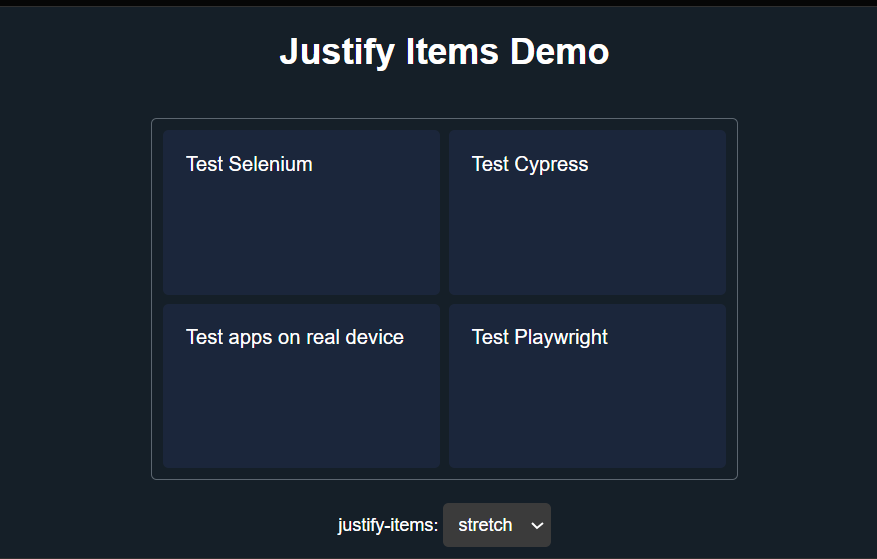 Justify Items Demo
Test Selenium
Test Cypress
Test apps on real device
Test Playwright
justify-items: stretch